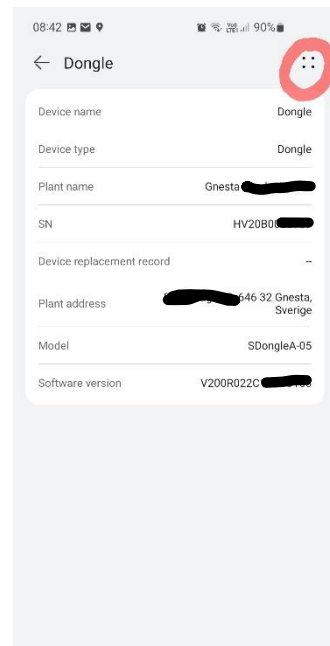 08:42 90%
Dongle
Device name Dongle
Device type Dongle
Plant name Gnesta
SN HV20B0
Device replacement record --
Plant address 646 32 Gnesta,
Sverige
Model SDongleA-05
Software version V200R022C